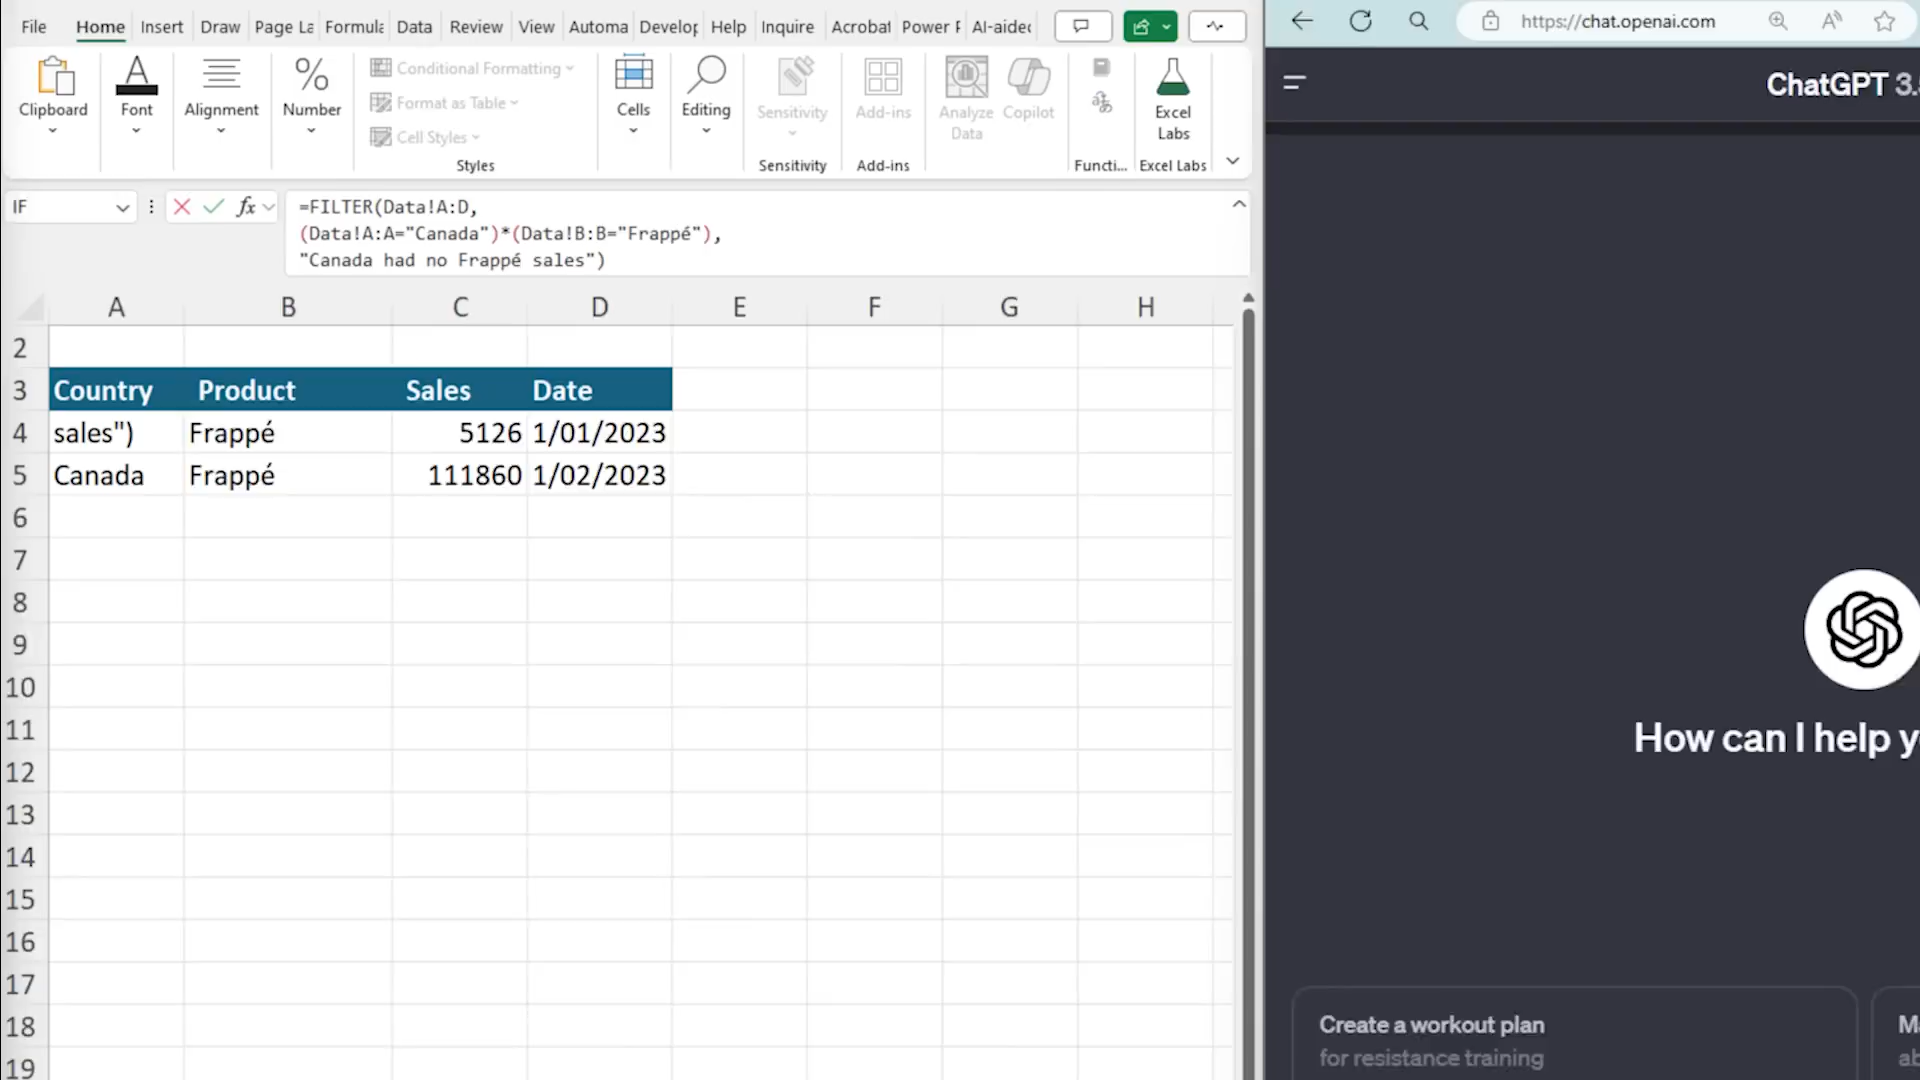 File Home Insert Draw Page La Formula Data Review View Automa Develop Help Inquire Acrobat Power P AI-aided
https://chat.openai.com
ChatGPT 3.5
Clipboard Font Alignment Number
Conditional Formatting
Format as Table
Cell Styles
Styles
Cells Editing
Sensitivity
Sensitivity
Add-ins
Add-ins
Analyze
Data
Copilot
Functi...
Excel
Labs
Excel Labs
IF
fx
=FILTER(Data!A:D,
(Data!A:A="Canada")*(Data!B:B="Frappé"),
"Canada had no Frappé sales")
A B C D E F G H
2
3 Country Product Sales Date
4 sales") Frappé 5126 1/01/2023
5 Canada Frappé 111860 1/02/2023
6
7
8
9
10
11
12
13
14
15
16
17
18
19
How can I help y
Create a workout plan
for resistance training
Ma
ab